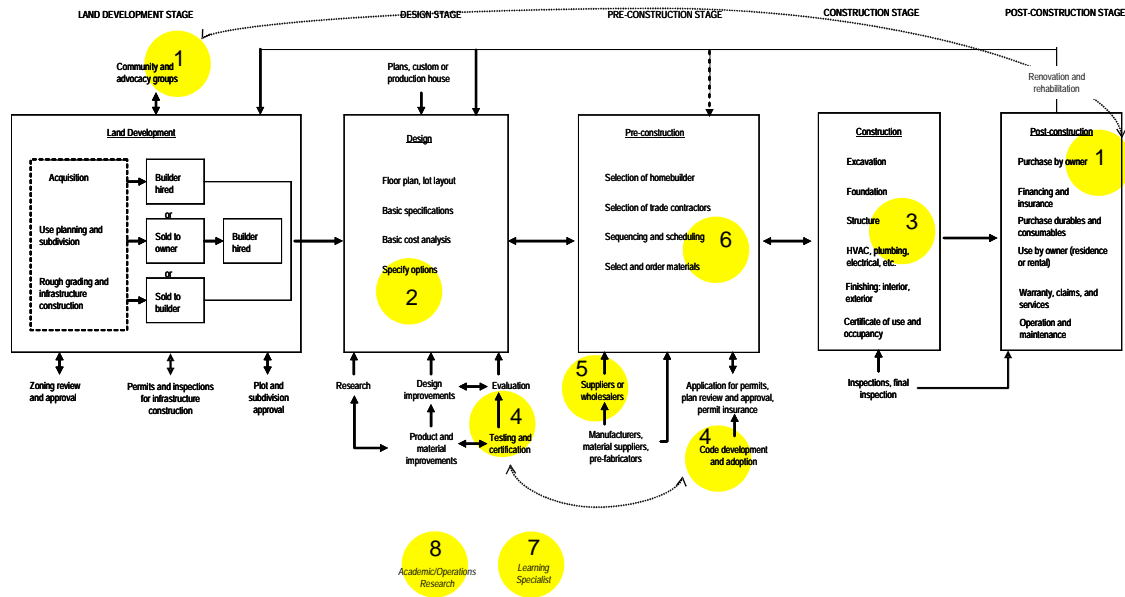 LAND DEVELOPMENT STAGE
DESIGN STAGE
PRE-CONSTRUCTION STAGE
CONSTRUCTION STAGE
POST-CONSTRUCTION STAGE
1
Community and
advocacy groups
Plans, custom or
production house
Renovation and
rehabilitation
Land Development
Acquisition
Use planning and
subdivision
Rough grading and
infrastructure
construction
Builder
hired
or
Sold to
owner
Builder
hired
or
Sold to
builder
Design
Floor plan, lot layout
Basic specifications
Basic cost analysis
Specify options
2
Pre-construction
Selection of homebuilder
Selection of trade contractors
Sequencing and scheduling
6
Select and order materials
Construction
Excavation
Foundation
Structure
3
HVAC, plumbing,
electrical, etc.
Finishing: interior,
exterior
Certificate of use and
occupancy
Post-construction
1
Purchase by owner
Financing and
insurance
Purchase durables and
consumables
Use by owner (residence
or rental)
Warranty, claims, and
services
Operation and
maintenance
Zoning review
and approval
Permits and inspections
for infrastructure
construction
Plot and
subdivision
approval
Research
Design
improvements
Evaluation
4
Product and
material
improvements
Testing and
certification
5
Suppliers or
wholesalers
Manufacturers,
material suppliers,
pre-fabricators
Application for permits,
plan review and approval,
permit insurance
4
Code development
and adoption
Inspections, final
inspection
8
Academic/Operations
Research
7
Learning
Specialist